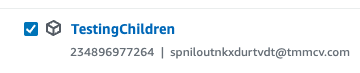 TestingChildren
234896977264 | spniloutnkxdurtvdt@tmmcv.com